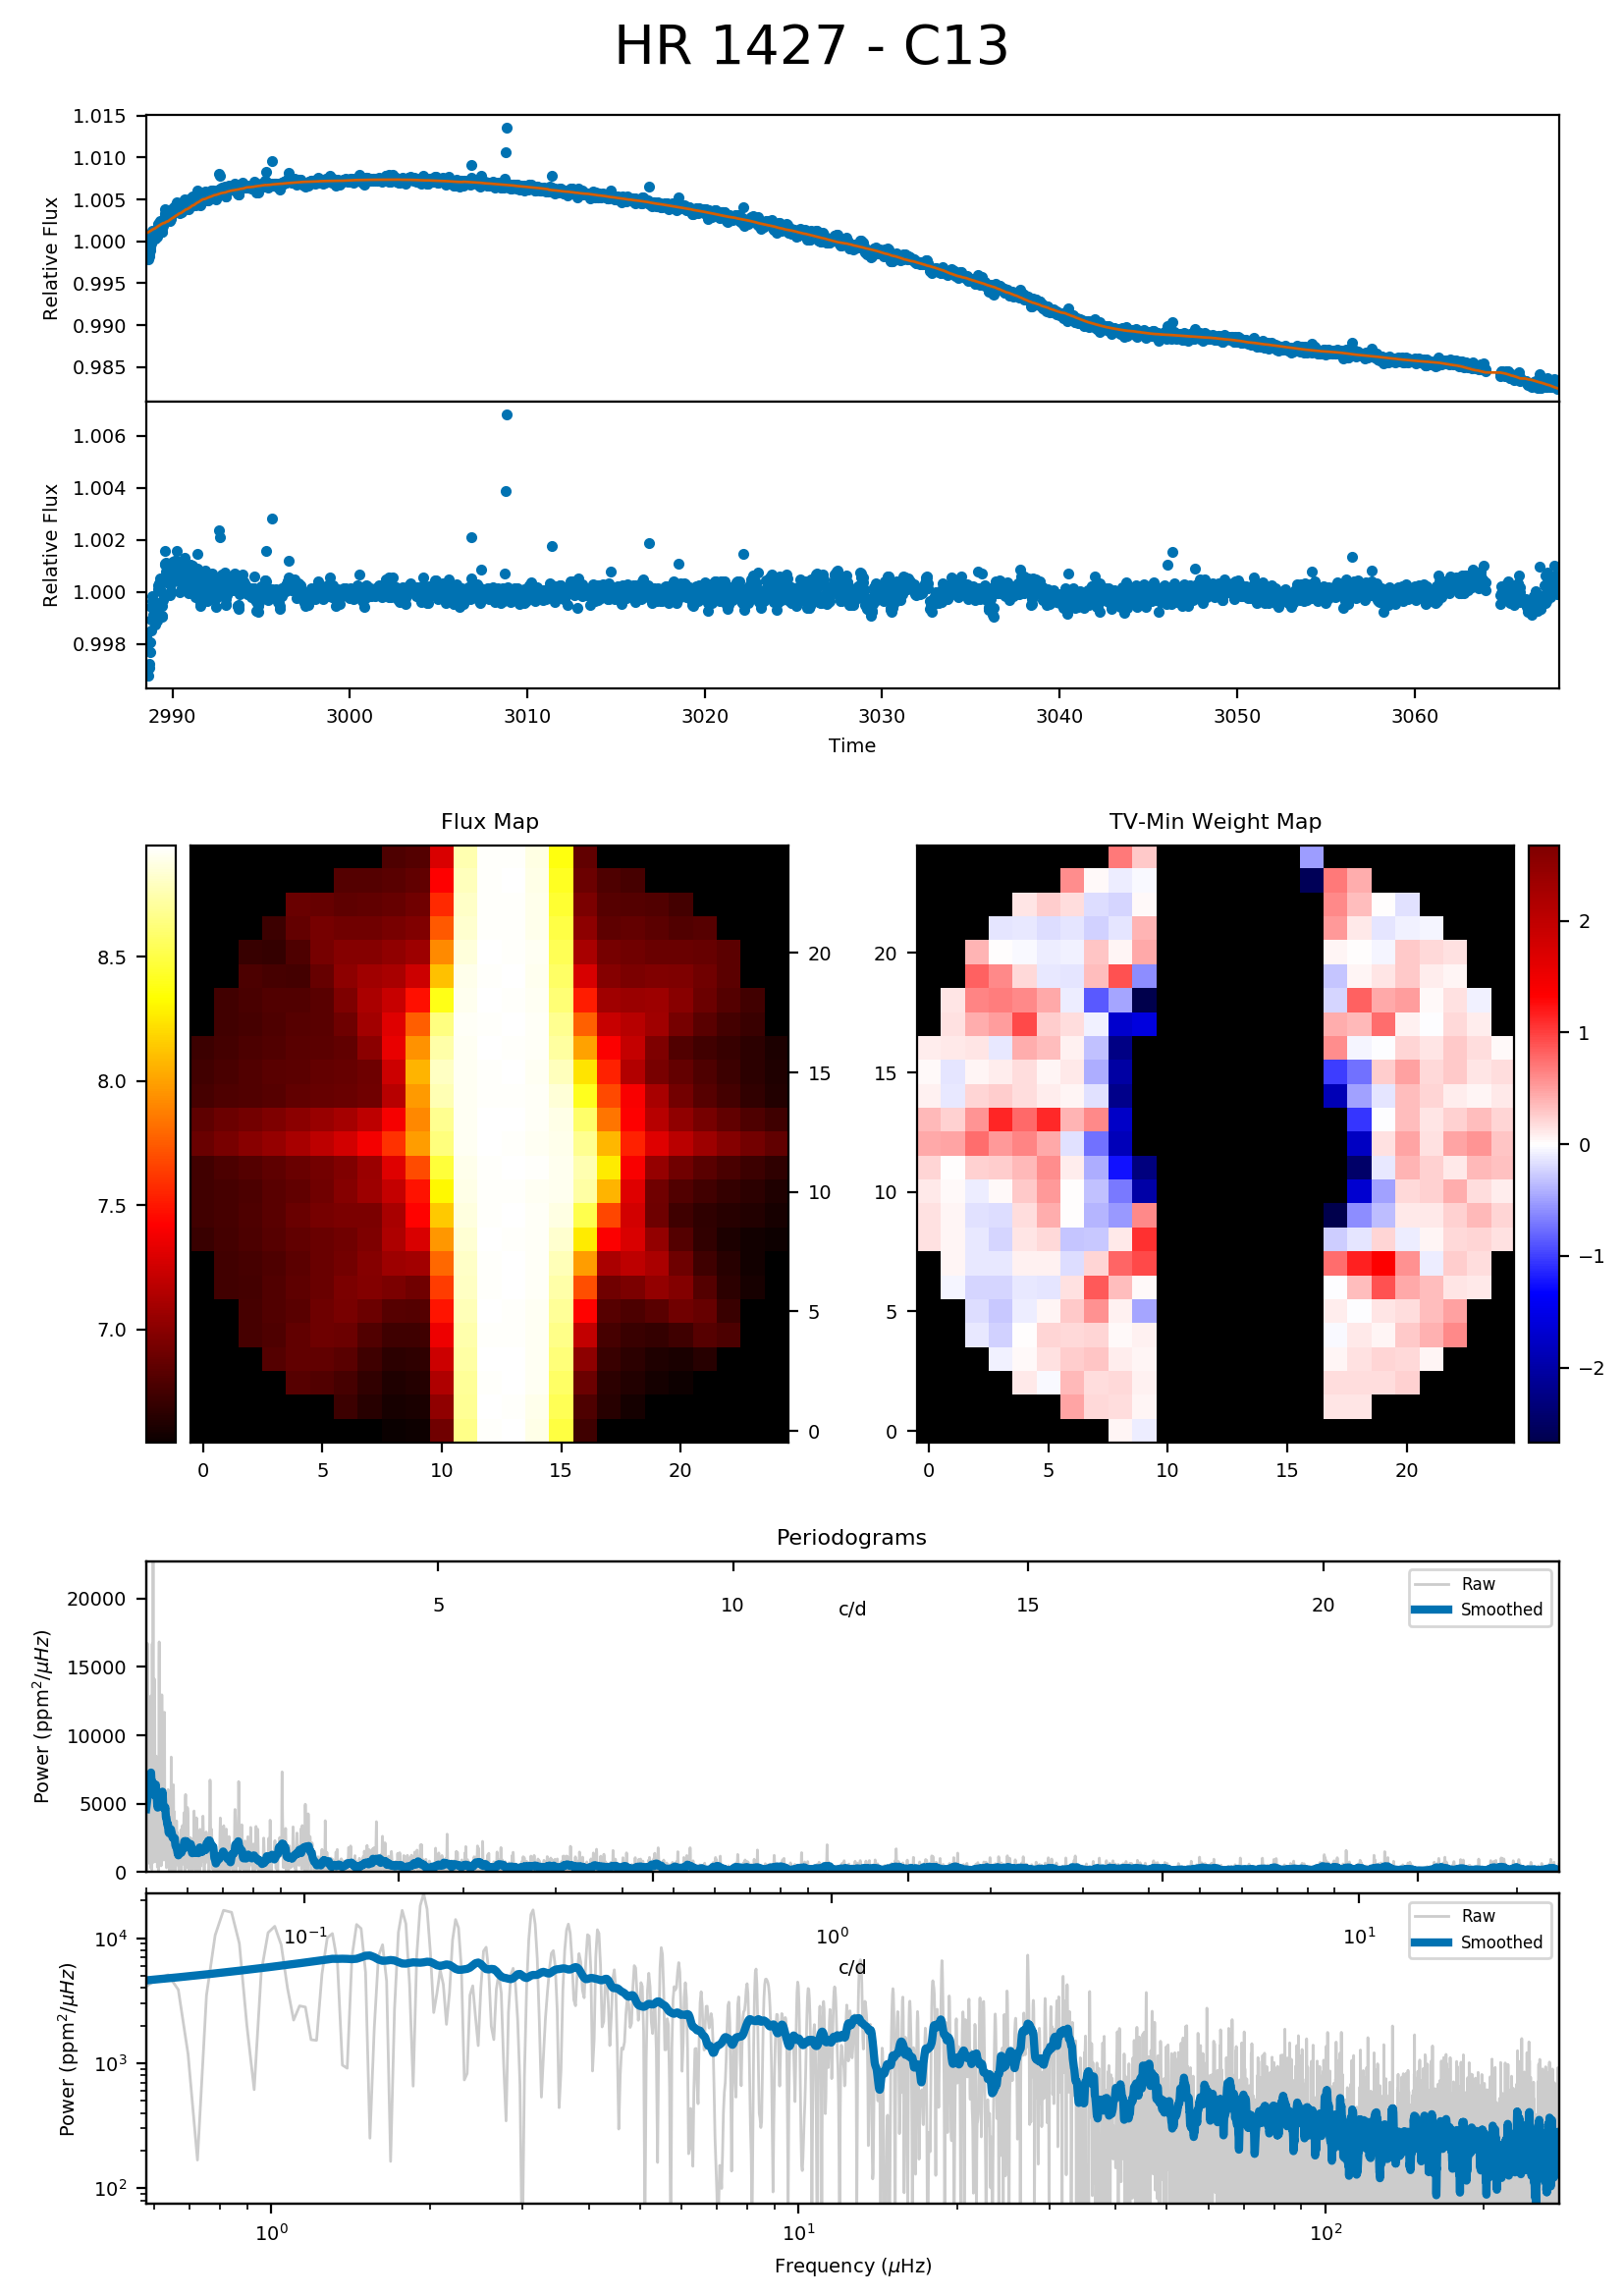 HR 1427 - C13
1.015
1.010
1.005
1.000
0.995
0.990
0.985
Relative Flux
1.006
1.004
1.002
1.000
0.998
Relative Flux
2990 3000 3010 3020 3030 3040 3050 3060
Time
Flux Map
8.5
8.0
7.5
7.0
20
15
10
5
0
0 5 10 15 20
TV-Min Weight Map
20
15
10
5
0
0 5 10 15 20
2
1
0
−1
−2
Periodograms
20000
15000
10000
5000
0
Power (ppm²/μHz)
5 10 15 20
c/d
Raw
Smoothed
10⁴
10³
10²
Power (ppm²/μHz)
10⁻¹ 10⁰ 10¹
c/d
Raw
Smoothed
10⁰ 10¹ 10²
Frequency (μHz)